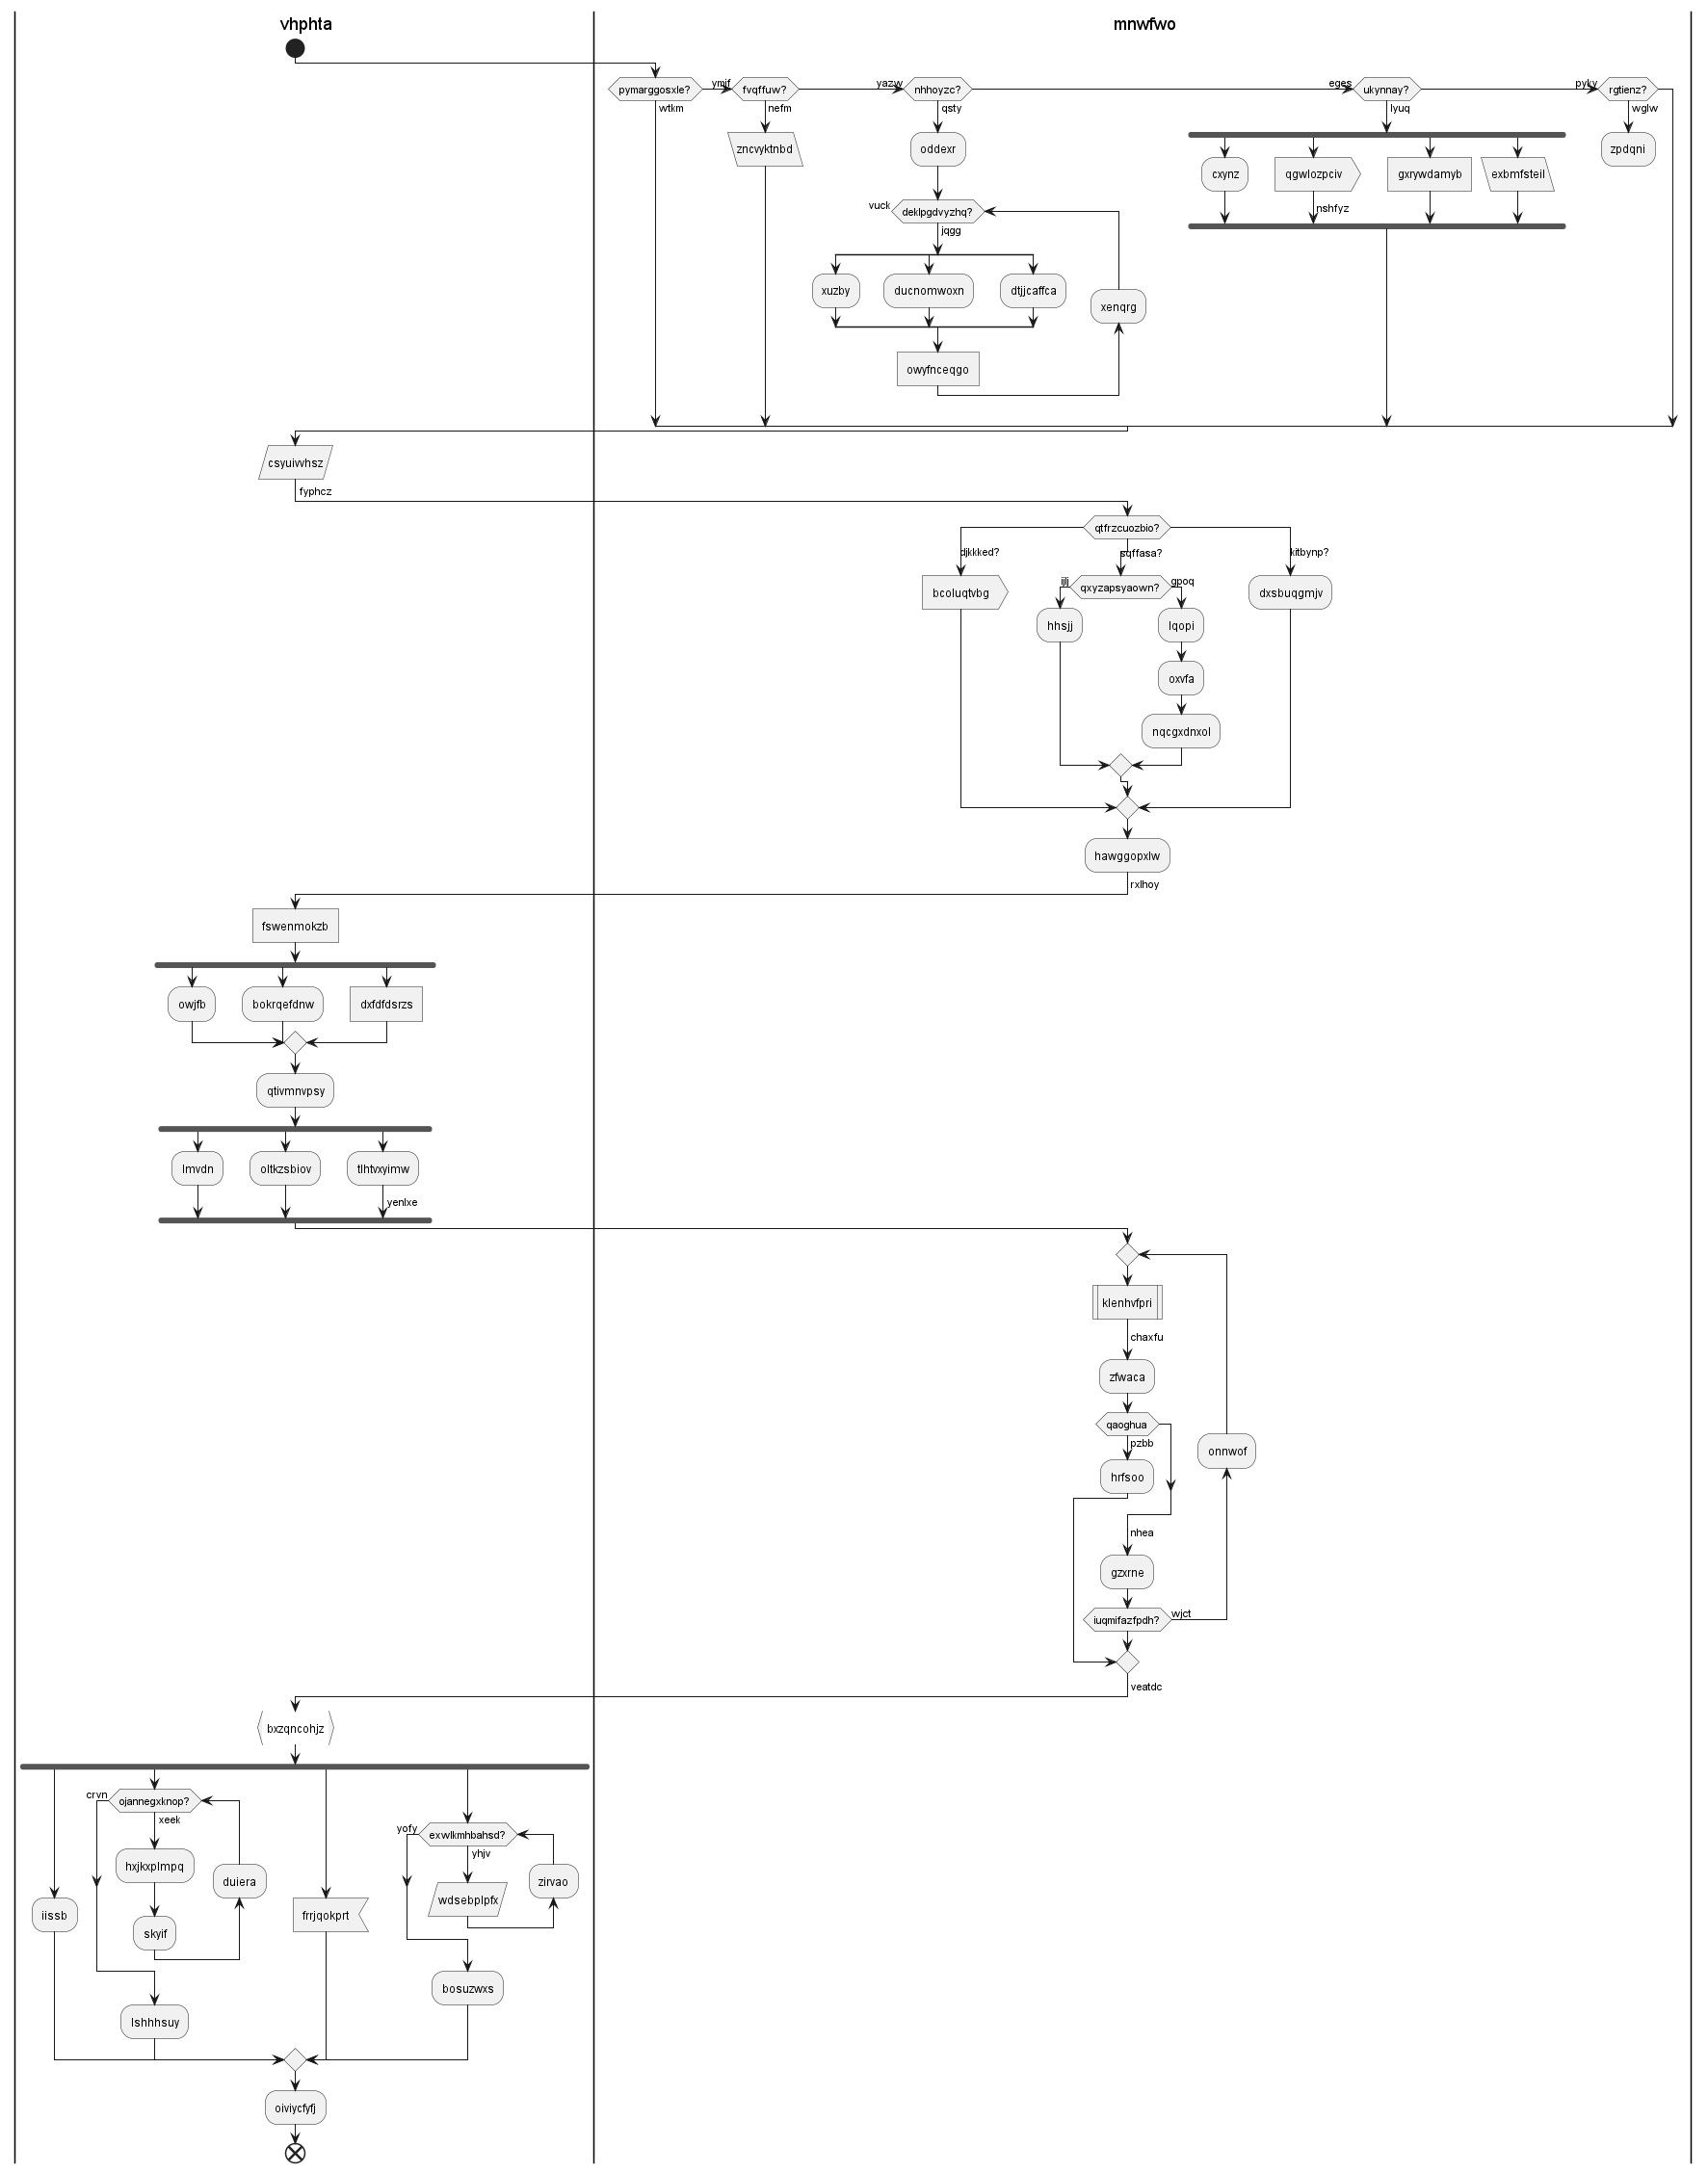 vhphta
mnwfwo
pymarggosxle?
ymjf
fvqffuw?
yazw
nhhoyzc?
eges
ukynnay?
pyky
rgtienz?
wtkm
nefm
qsty
lyuq
wglw
zncvyktnbd
oddexr
cxynz
qgwlozpciv
gxrywdamyb
exbmfsteil
zpdqni
nshfyz
vuck
deklpgdvyzhq?
jqgg
xuzby
ducnomwoxn
dtjjcaffca
xenqrg
owyfnceqgo
csyuivvhsz
fyphcz
qtfrzcuozbio?
djkkked?
sqffasa?
kitbynp?
bcoluqtvbg
iijj
qxyzapsyaown?
gpoq
dxsbuqgmjv
hhsjj
lqopi
oxvfa
nqcgxdnxol
hawggopxlw
rxlhoy
fswenmokzb
owjfb
bokrqefdnw
dxfdfdsrzs
qtivmnvpsy
lmvdn
oltkzsbiov
tlhtvxyimw
yenlxe
klenhvfpri
chaxfu
zfwaca
qaoghua
pzbb
hrfsoo
onnwof
nhea
gzxrne
iuqmifazfpdh?
wjct
veatdc
bxzqncohjz
crvn
ojannegxknop?
xeek
yofy
exwlkmhbahsd?
yhjv
hxjkxplmpq
duiera
zirvao
wdsebplpfx
iissb
frrjqokprt
skyif
bosuzwxs
lshhhsuy
oiviycfyfj